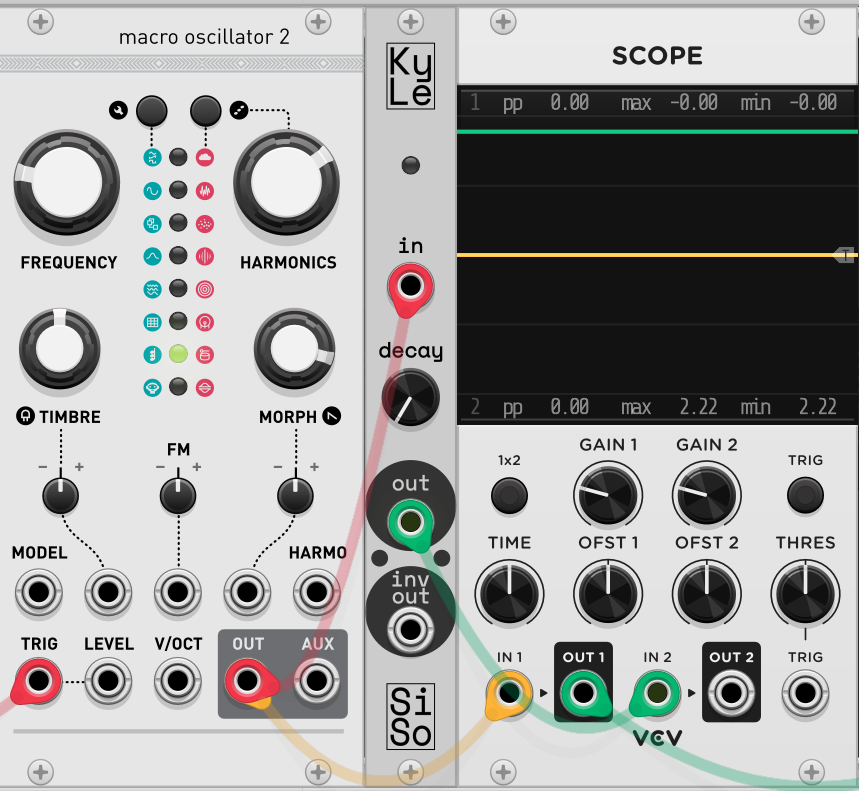 macro oscillator 2
FREQUENCY
HARMONICS
TIMBRE
MORPH
FM
− +
− +
− +
MODEL
HARMO
TRIG
LEVEL
V/OCT
OUT
AUX
Ky
Le
in
decay
out
inv
out
Si
So
SCOPE
1 pp 0.00 max -0.00 min -0.00
T
2 pp 0.00 max 2.22 min 2.22
1x2
GAIN 1
GAIN 2
TRIG
TIME
OFST 1
OFST 2
THRES
IN 1
OUT 1
IN 2
OUT 2
TRIG
VCV